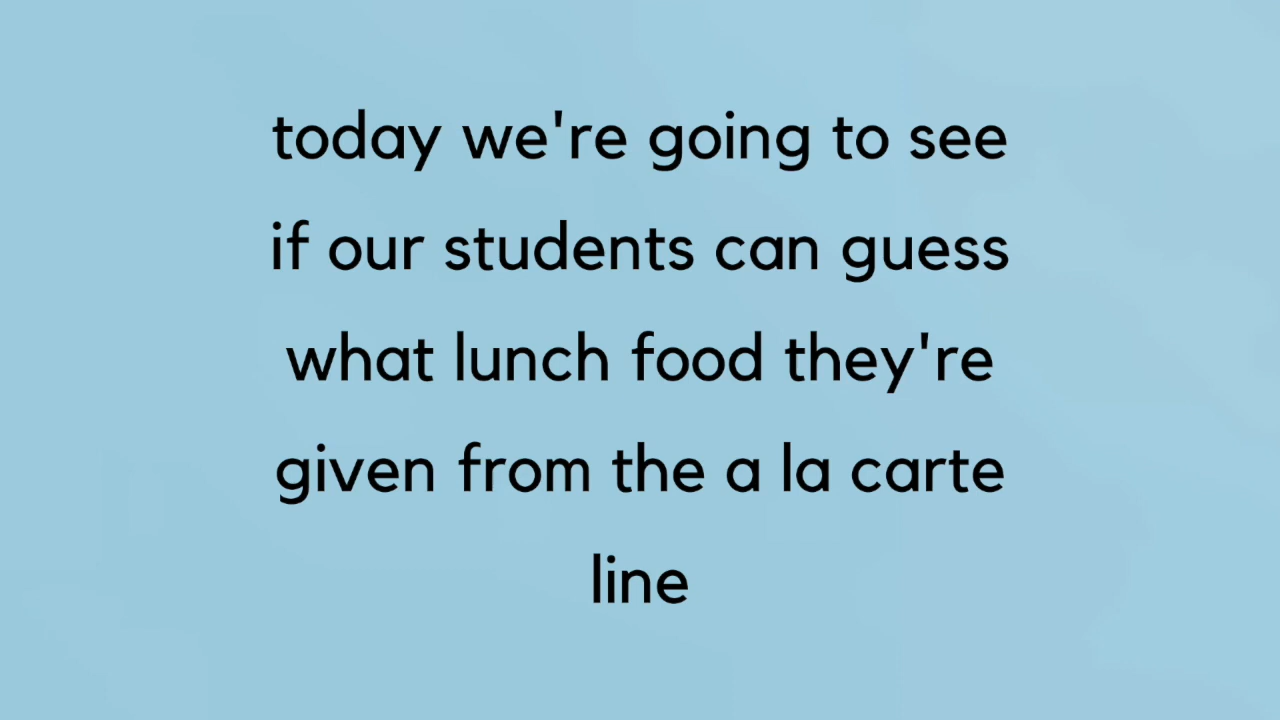 today we're going to see
if our students can guess
what lunch food they're
given from the a la carte
line